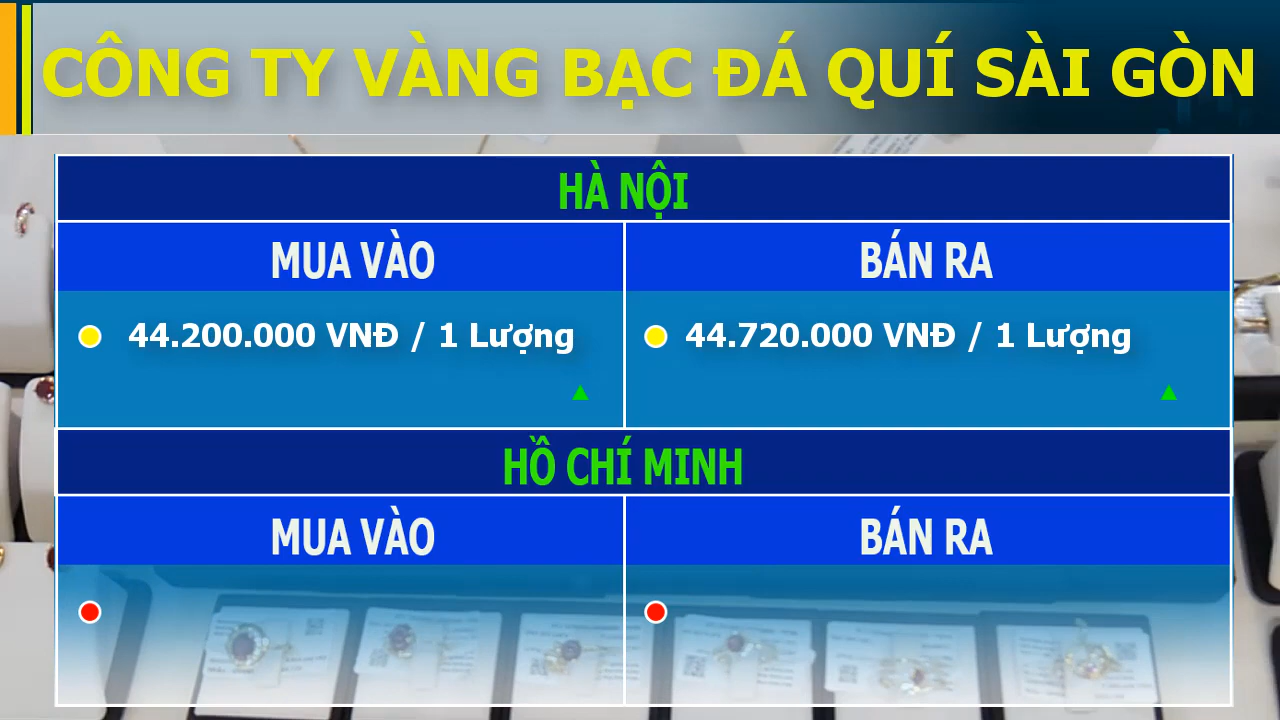 CÔNG TY VÀNG BẠC ĐÁ QUÍ SÀI GÒN
HÀ NỘI
MUA VÀO
BÁN RA
44.200.000 VNĐ / 1 Lượng
44.720.000 VNĐ / 1 Lượng
HỒ CHÍ MINH
MUA VÀO
BÁN RA